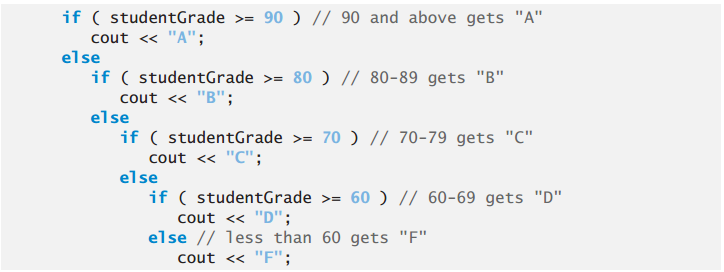 if ( studentGrade >= 90 ) // 90 and above gets "A"
cout << "A";
else
if ( studentGrade >= 80 ) // 80-89 gets "B"
cout << "B";
else
if ( studentGrade >= 70 ) // 70-79 gets "C"
cout << "C";
else
if ( studentGrade >= 60 ) // 60-69 gets "D"
cout << "D";
else // less than 60 gets "F"
cout << "F";